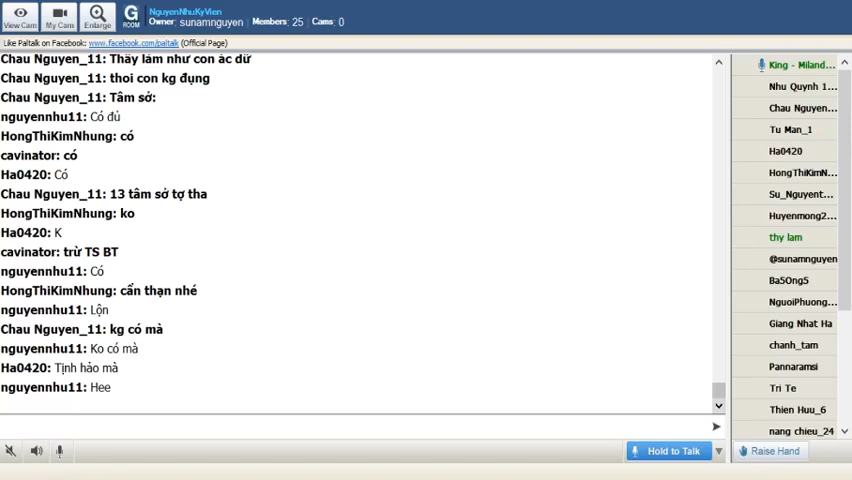 View Cam
My Cam
Enlarge
G
ROOM
NguyenNhuKyVien
Owner: sunamnguyen Members: 25 Cams: 0
Like Paltalk on Facebook: www.facebook.com/paltalk (Official Page)
Chau Nguyen_11: Thầy làm như con ác dữ
Chau Nguyen_11: thoi con kg đụng
Chau Nguyen_11: Tâm sở:
nguyennhu11: Có đủ
HongThiKimNhung: có
cavinator: có
Ha0420: Có
Chau Nguyen_11: 13 tâm sở tợ tha
HongThiKimNhung: ko
Ha0420: K
cavinator: trừ TS BT
nguyennhu11: Có
HongThiKimNhung: cẩn thạn nhé
nguyennhu11: Lộn
Chau Nguyen_11: kg có mà
nguyennhu11: Ko có mà
Ha0420: Tịnh hảo mà
nguyennhu11: Hee
King - Miland...
Nhu Quynh 1...
Chau Nguyen...
Tu Man_1
Ha0420
HongThiKimN...
Su_Nguyent...
Huyenmong2...
thy lam
@sunamnguyen
Ba5Ong5
NguoiPhuong...
Giang Nhat Ha
chanh_tam
Pannaramsi
Tri Te
Thien Huu_6
nang chieu_24
Hold to Talk
Raise Hand